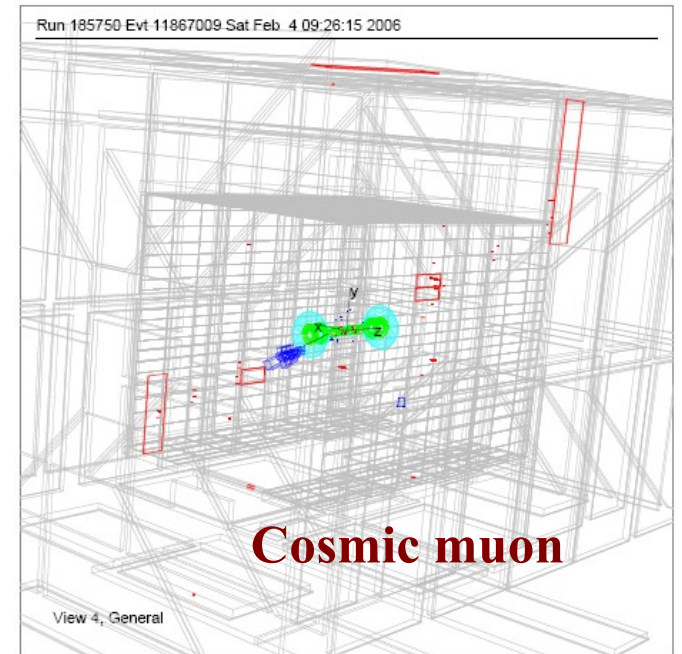 Run 185750 Evt 11867009 Sat Feb 4 09:26:15 2006
y
x
z
Cosmic muon
View 4, General